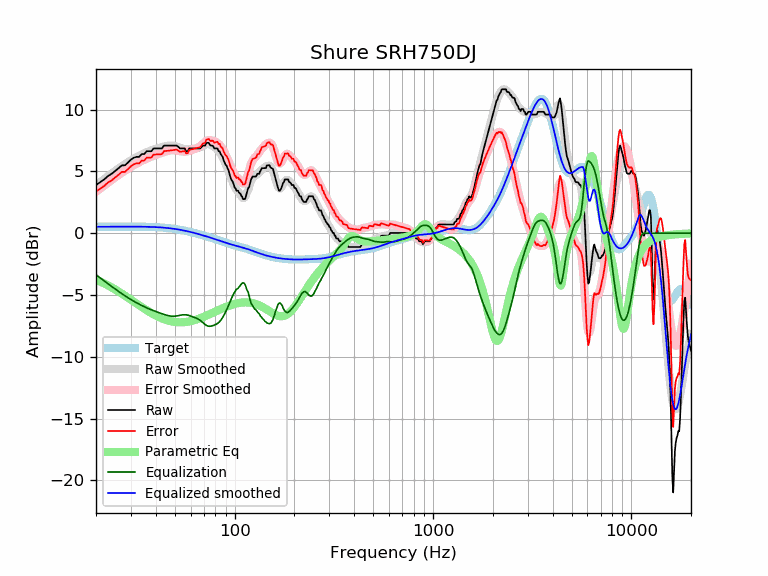 Shure SRH750DJ
10
5
0
−5
−10
−15
−20
Amplitude (dBr)
Target
Raw Smoothed
Error Smoothed
Raw
Error
Parametric Eq
Equalization
Equalized smoothed
100
1000
10000
Frequency (Hz)